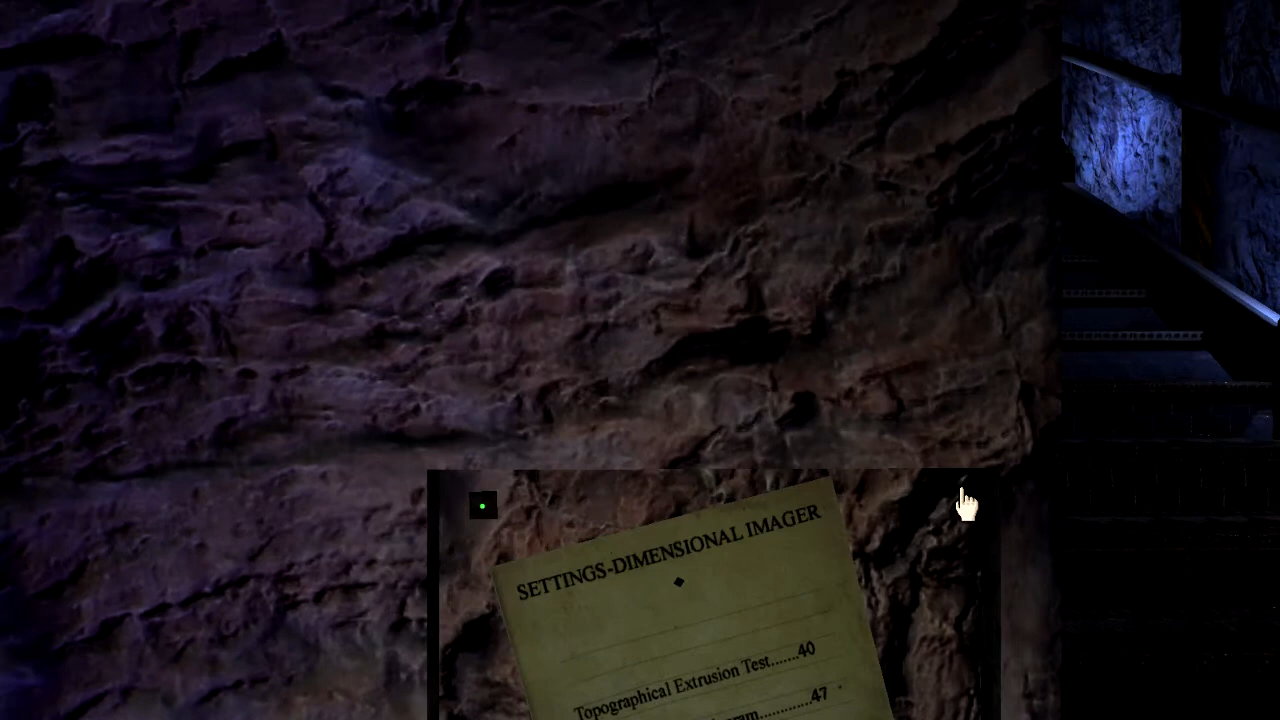 SETTINGS-DIMENSIONAL IMAGER
Topographical Extrusion Test.......40
.............47